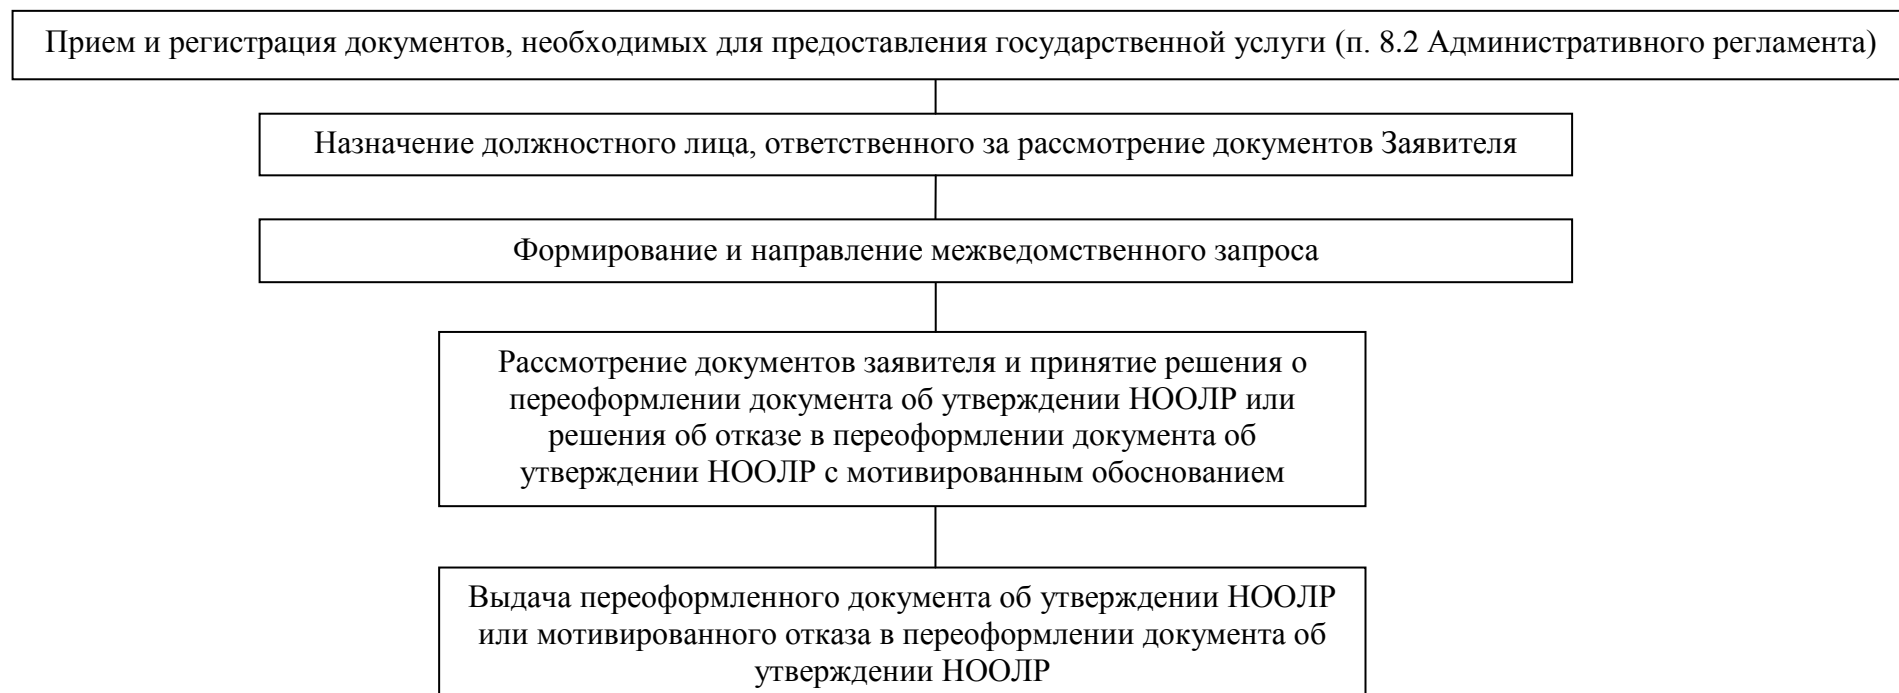 Прием и регистрация документов, необходимых для предоставления государственной услуги (п. 8.2 Административного регламента)
Назначение должностного лица, ответственного за рассмотрение документов Заявителя
Формирование и направление межведомственного запроса
Рассмотрение документов заявителя и принятие решения о
переоформлении документа об утверждении НООЛР или
решения об отказе в переоформлении документа об
утверждении НООЛР с мотивированным обоснованием
Выдача переоформленного документа об утверждении НООЛР
или мотивированного отказа в переоформлении документа об
утверждении НООЛР